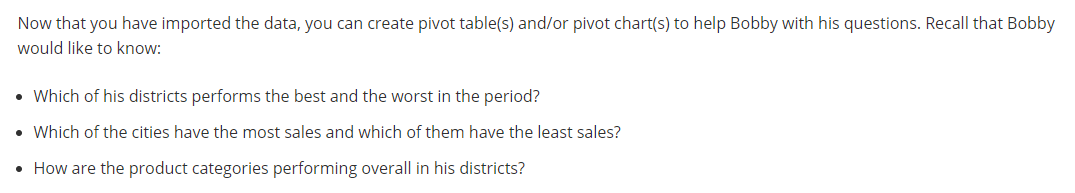 Now that you have imported the data, you can create pivot table(s) and/or pivot chart(s) to help Bobby with his questions. Recall that Bobby
would like to know:
• Which of his districts performs the best and the worst in the period?
• Which of the cities have the most sales and which of them have the least sales?
• How are the product categories performing overall in his districts?